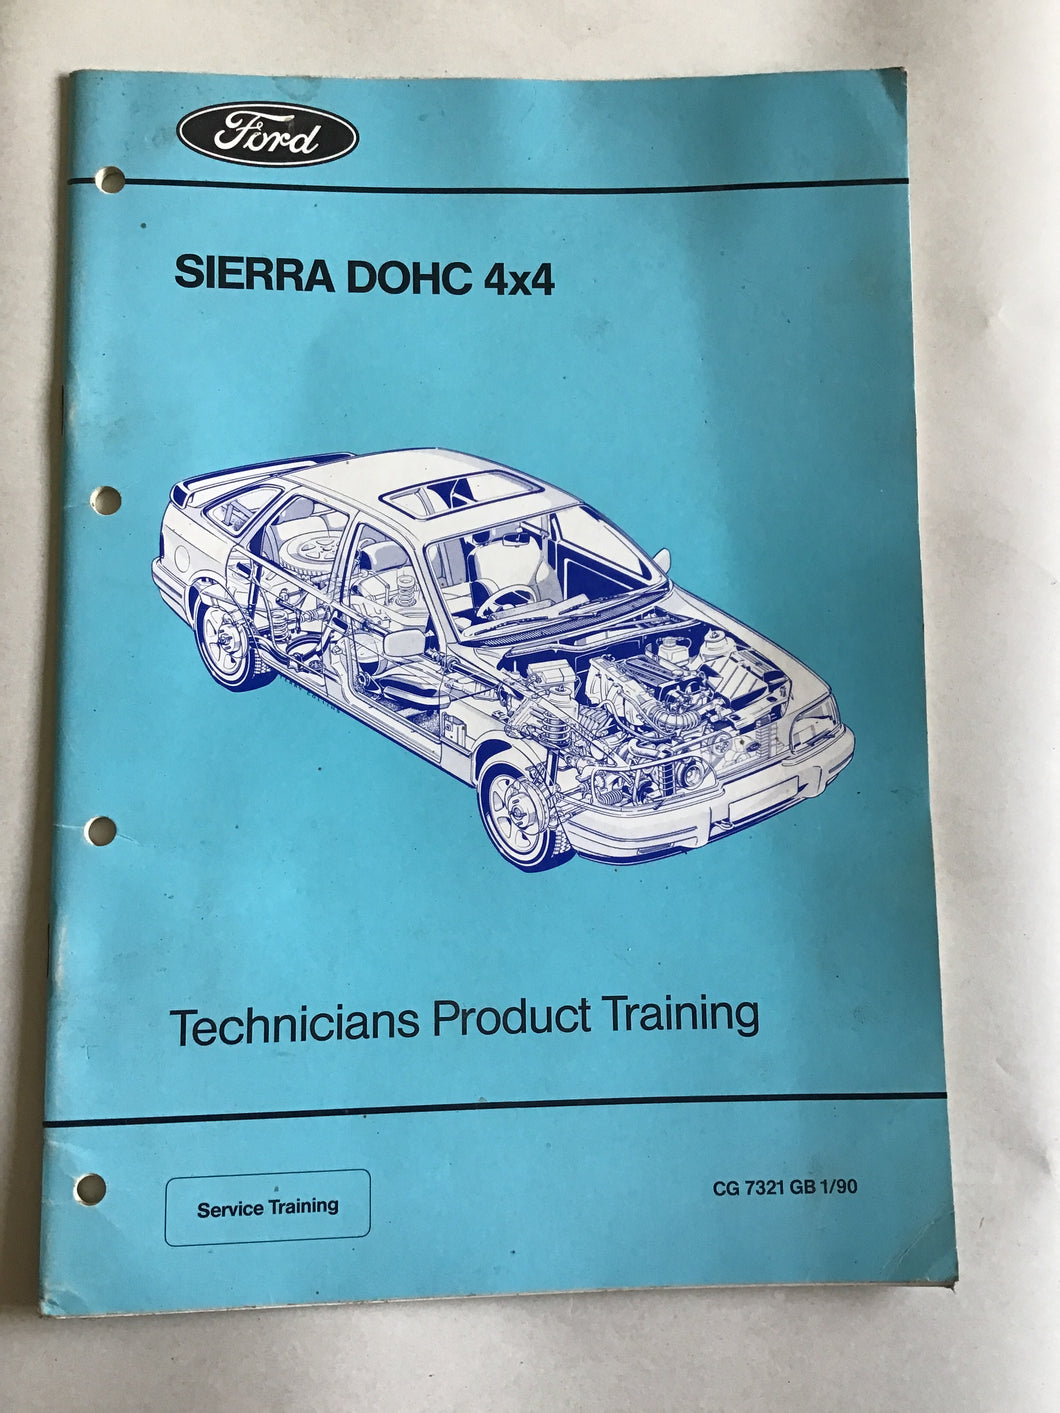 Ford
SIERRA DOHC 4x4
Technicians Product Training
Service Training
CG 7321 GB 1/90